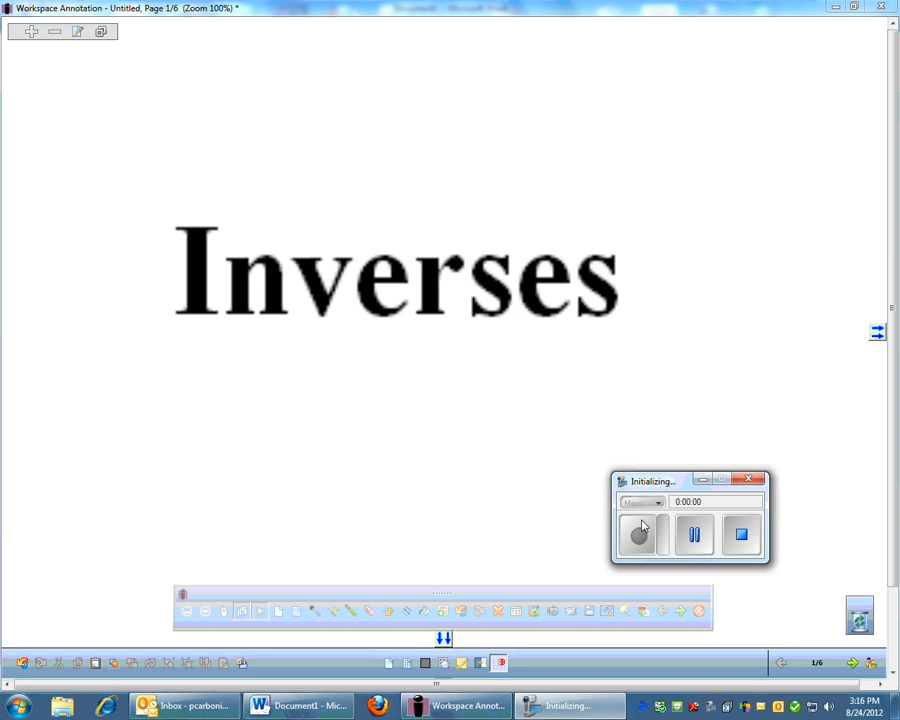 Workspace Annotation - Untitled, Page 1/6 (Zoom 100%) *
Inverses
Initializing...
Menu
0:00:00
1/6
Inbox - pcarboni...
Document1 - Mic...
Workspace Annot...
Initializing...
3:16 PM
8/24/2012